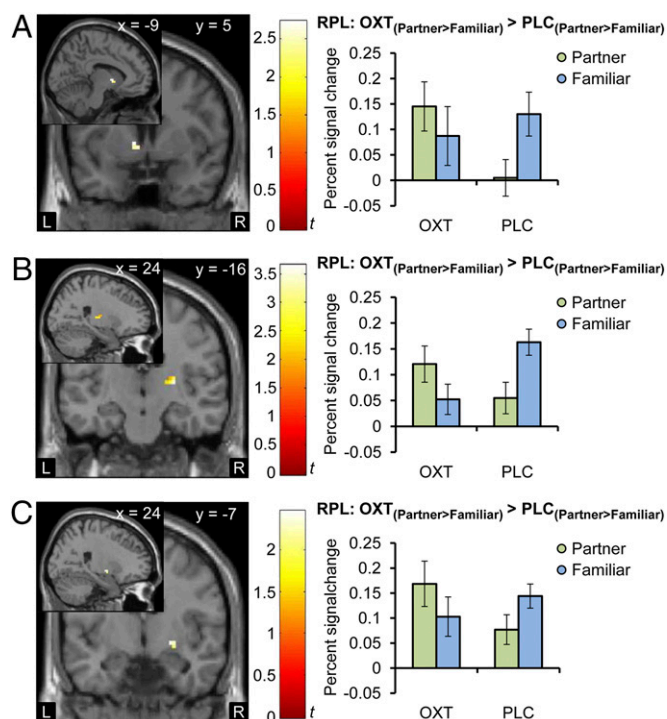 A
x = -9
y = 5
L
R
2.5
2
1.5
1
0.5
0
t
RPL: OXT(Partner>Familiar) > PLC(Partner>Familiar)
Percent signal change
0.25
0.2
0.15
0.1
0.05
0
-0.05
OXT
PLC
Partner
Familiar
B
x = 24
y = -16
L
R
3.5
3
2.5
2
1.5
1
0.5
0
t
RPL: OXT(Partner>Familiar) > PLC(Partner>Familiar)
Percent signal change
0.25
0.2
0.15
0.1
0.05
0
0.05
OXT
PLC
Partner
Familiar
C
x = 24
y = -7
L
R
2
1.5
1
0.5
0
t
RPL: OXT(Partner>Familiar) > PLC(Partner>Familiar)
Percent signalchange
0.25
0.2
0.15
0.1
0.05
0
-0.05
OXT
PLC
Partner
Familiar